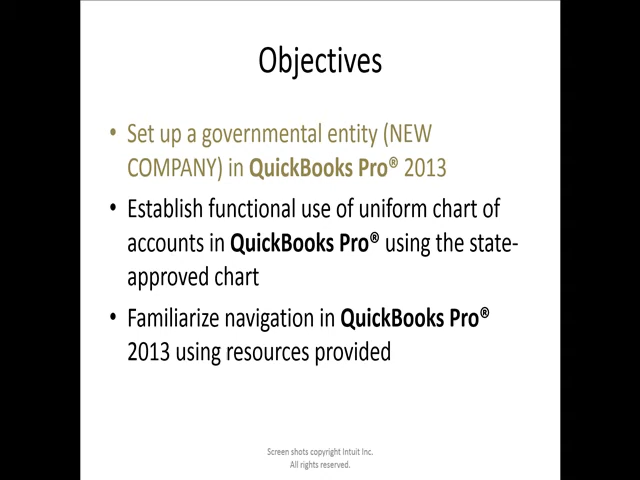 Objectives
• Set up a governmental entity (NEW
COMPANY) in QuickBooks Pro® 2013
• Establish functional use of uniform chart of
accounts in QuickBooks Pro® using the state-
approved chart
• Familiarize navigation in QuickBooks Pro®
2013 using resources provided
Screen shots copyright Intuit Inc.
All rights reserved.